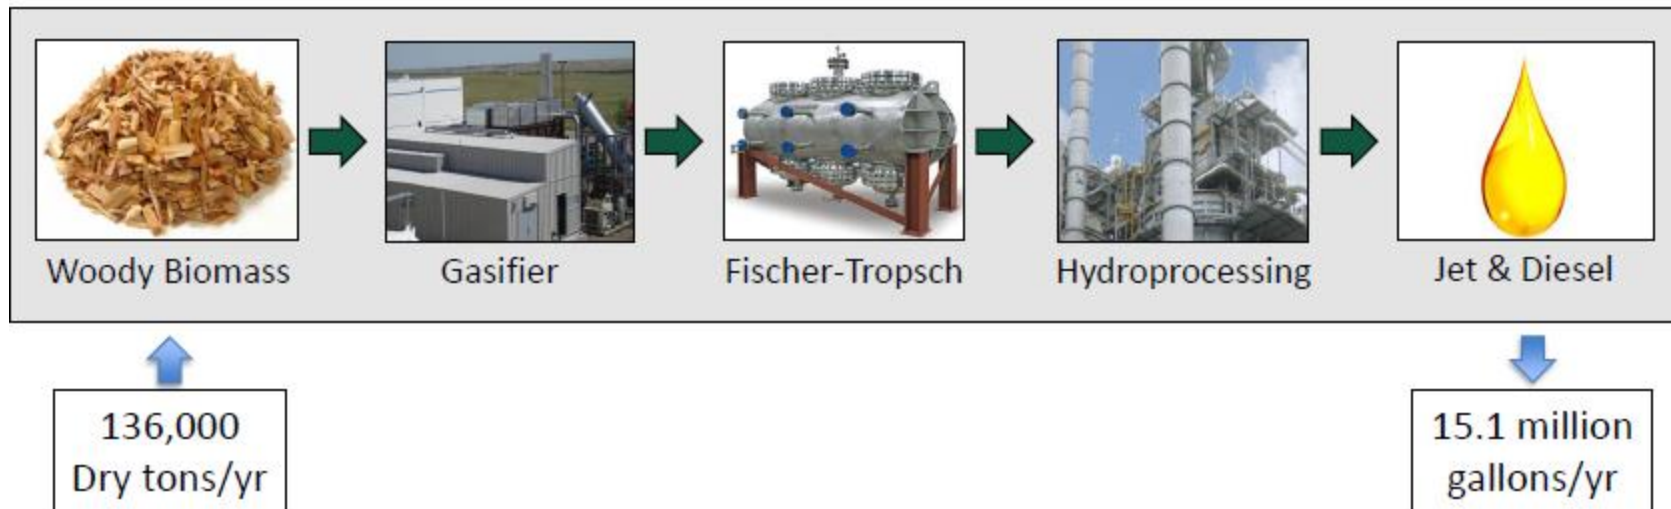 Woody Biomass
Gasifier
Fischer-Tropsch
Hydroprocessing
Jet & Diesel
136,000
Dry tons/yr
15.1 million
gallons/yr